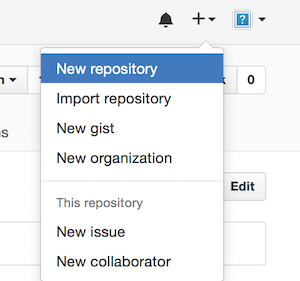 New repository
0
Import repository
New gist
New organization
This repository
Edit
New issue
New collaborator